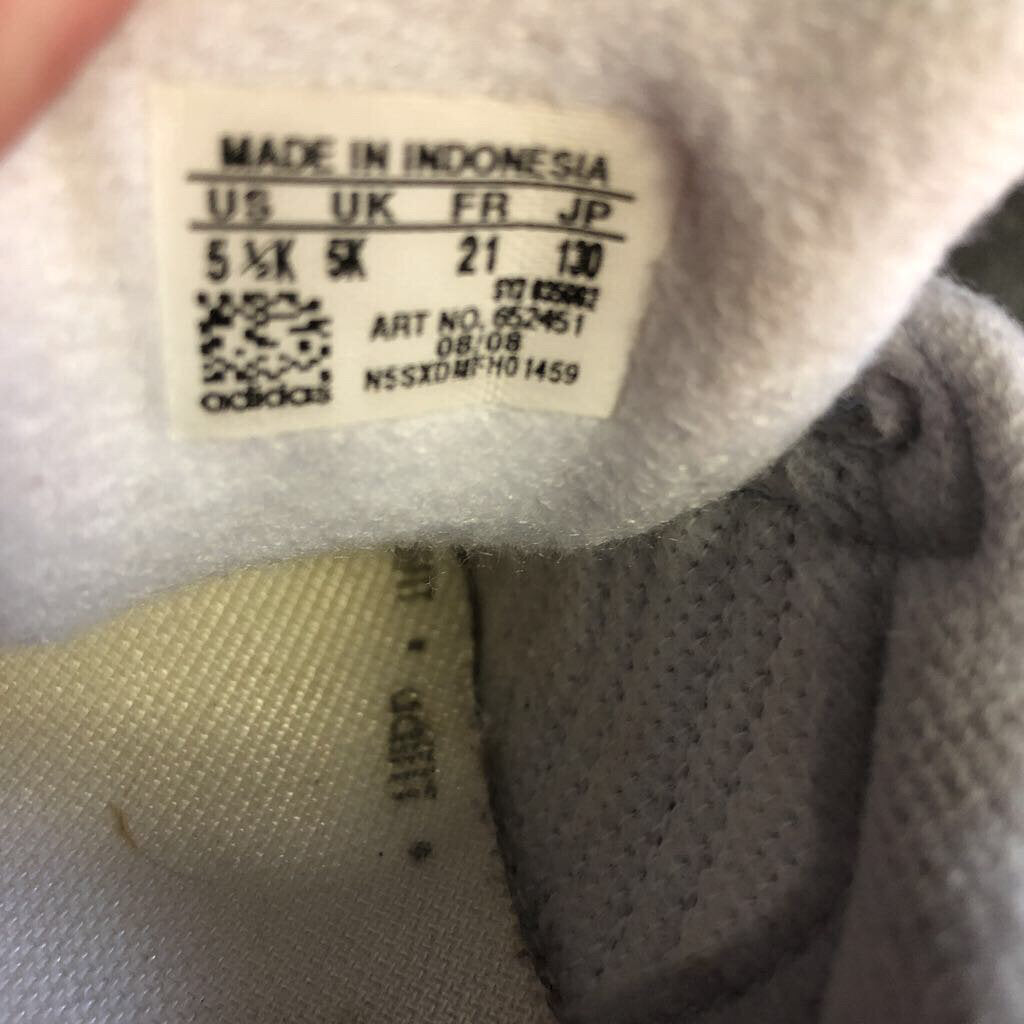 MADE IN INDONESIA
US UK FR JP
5 ½K 5K 21 130
ART NO. 652451
08/08
N5SXDMFH01459
adidas